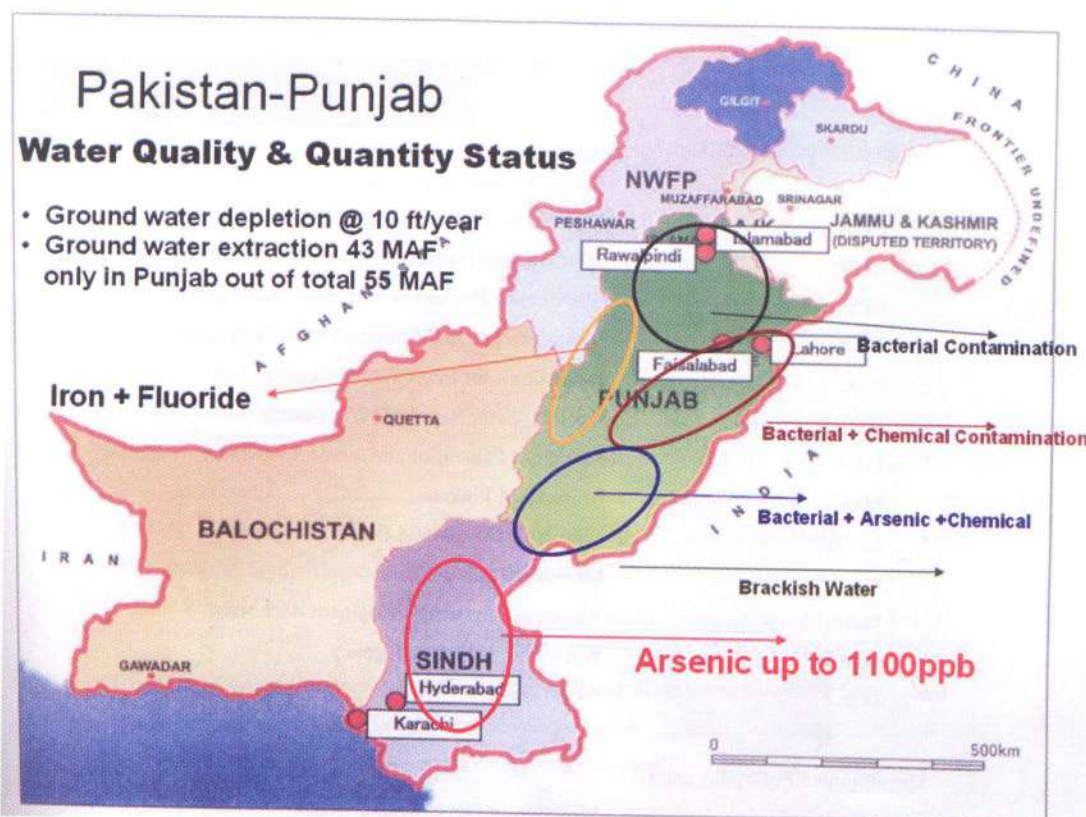 Pakistan-Punjab
Water Quality & Quantity Status
• Ground water depletion @ 10 ft/year
• Ground water extraction 43 MAF
only in Punjab out of total 55 MAF
CHINA
FRONTIER UNDEFINED
GILGIT
SKARDU
NWFP
MUZAFFARABAD
SRINAGAR
PESHAWAR
JAMMU & KASHMIR
(DISPUTED TERRITORY)
Islamabad
Rawalpindi
AFGHAN
Lahore
Bacterial Contamination
Faisalabad
Iron + Fluoride
PUNJAB
QUETTA
Bacterial + Chemical Contamination
INDIA
Bacterial + Arsenic +Chemical
BALOCHISTAN
IRAN
Brackish Water
SINDH
Arsenic up to 1100ppb
GAWADAR
Hyderabad
Karachi
0
500km